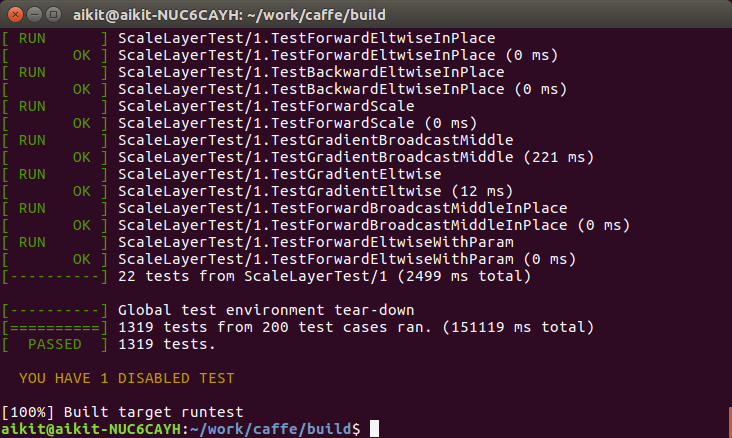 aikit@aikit-NUC6CAYH: ~/work/caffe/build
[ RUN      ] ScaleLayerTest/1.TestForwardEltwiseInPlace
[       OK ] ScaleLayerTest/1.TestForwardEltwiseInPlace (0 ms)
[ RUN      ] ScaleLayerTest/1.TestBackwardEltwiseInPlace
[       OK ] ScaleLayerTest/1.TestBackwardEltwiseInPlace (0 ms)
[ RUN      ] ScaleLayerTest/1.TestForwardScale
[       OK ] ScaleLayerTest/1.TestForwardScale (0 ms)
[ RUN      ] ScaleLayerTest/1.TestGradientBroadcastMiddle
[       OK ] ScaleLayerTest/1.TestGradientBroadcastMiddle (221 ms)
[ RUN      ] ScaleLayerTest/1.TestGradientEltwise
[       OK ] ScaleLayerTest/1.TestGradientEltwise (12 ms)
[ RUN      ] ScaleLayerTest/1.TestForwardBroadcastMiddleInPlace
[       OK ] ScaleLayerTest/1.TestForwardBroadcastMiddleInPlace (0 ms)
[ RUN      ] ScaleLayerTest/1.TestForwardEltwiseWithParam
[       OK ] ScaleLayerTest/1.TestForwardEltwiseWithParam (0 ms)
[----------] 22 tests from ScaleLayerTest/1 (2499 ms total)
[----------] Global test environment tear-down
[==========] 1319 tests from 200 test cases ran. (151119 ms total)
[  PASSED  ] 1319 tests.
YOU HAVE 1 DISABLED TEST
[100%] Built target runtest
aikit@aikit-NUC6CAYH:~/work/caffe/build$